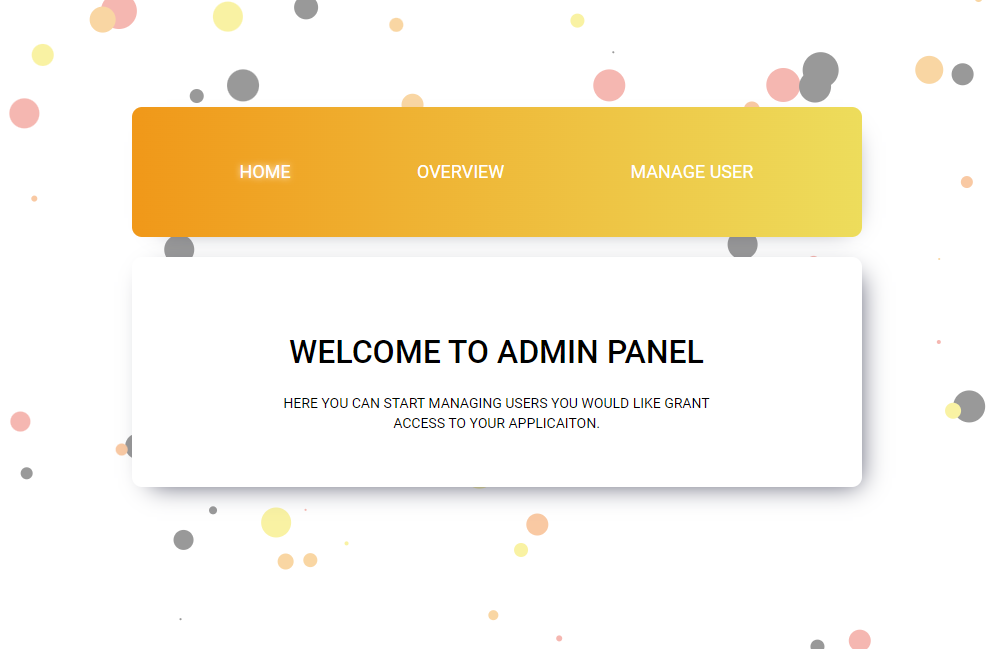 HOME OVERVIEW MANAGE USER
WELCOME TO ADMIN PANEL
HERE YOU CAN START MANAGING USERS YOU WOULD LIKE GRANT
ACCESS TO YOUR APPLICAITON.